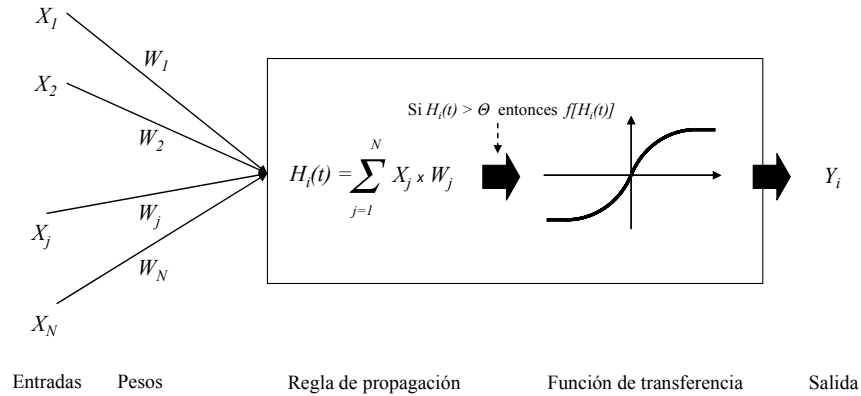 X1
W1
X2
W2
Xj
Wj
WN
XN
Si Hi(t) > Θ entonces f[Hi(t)]
Hi(t) = ∑ j=1 N Xj x Wj
Yi
Entradas Pesos Regla de propagación Función de transferencia Salida